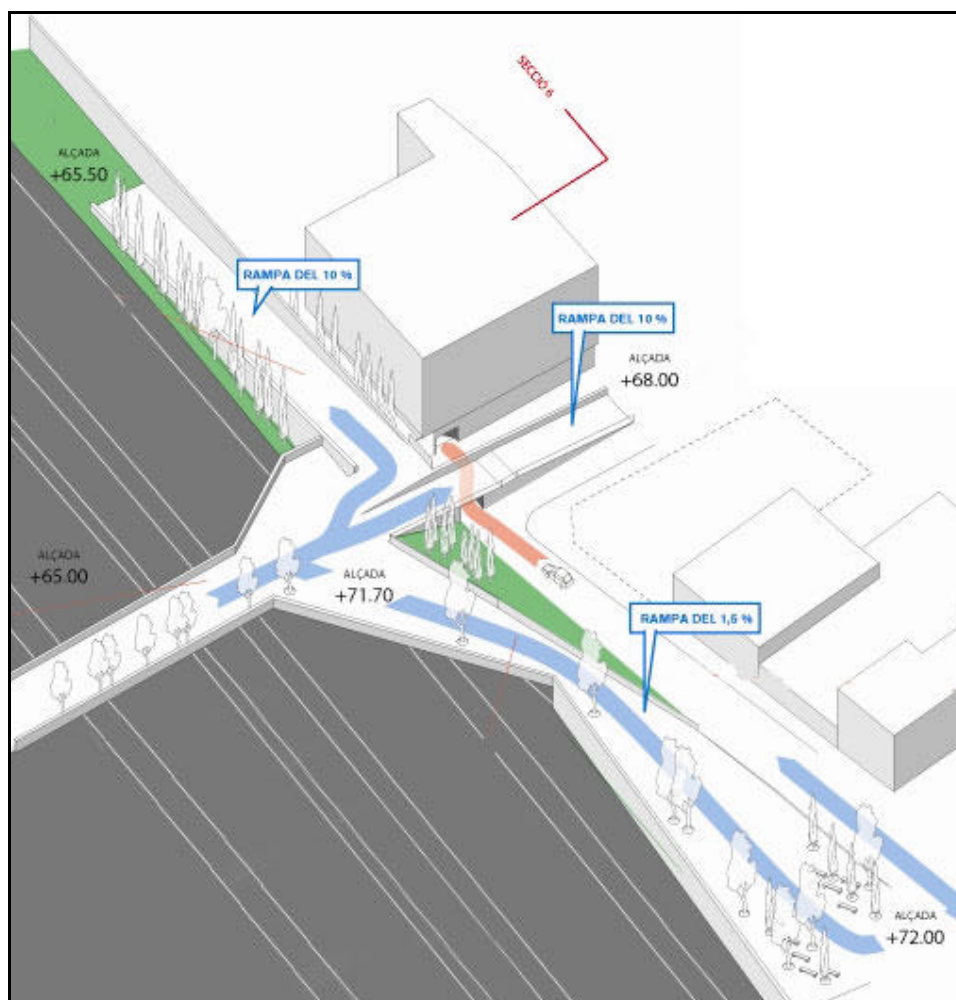 SECCIÓ 6
ALÇADA
+65.50
RAMPA DEL 10 %
RAMPA DEL 10 %
ALÇADA
+68.00
ALÇADA
+65.00
ALÇADA
+71.70
RAMPA DEL 1,5 %
ALÇADA
+72.00